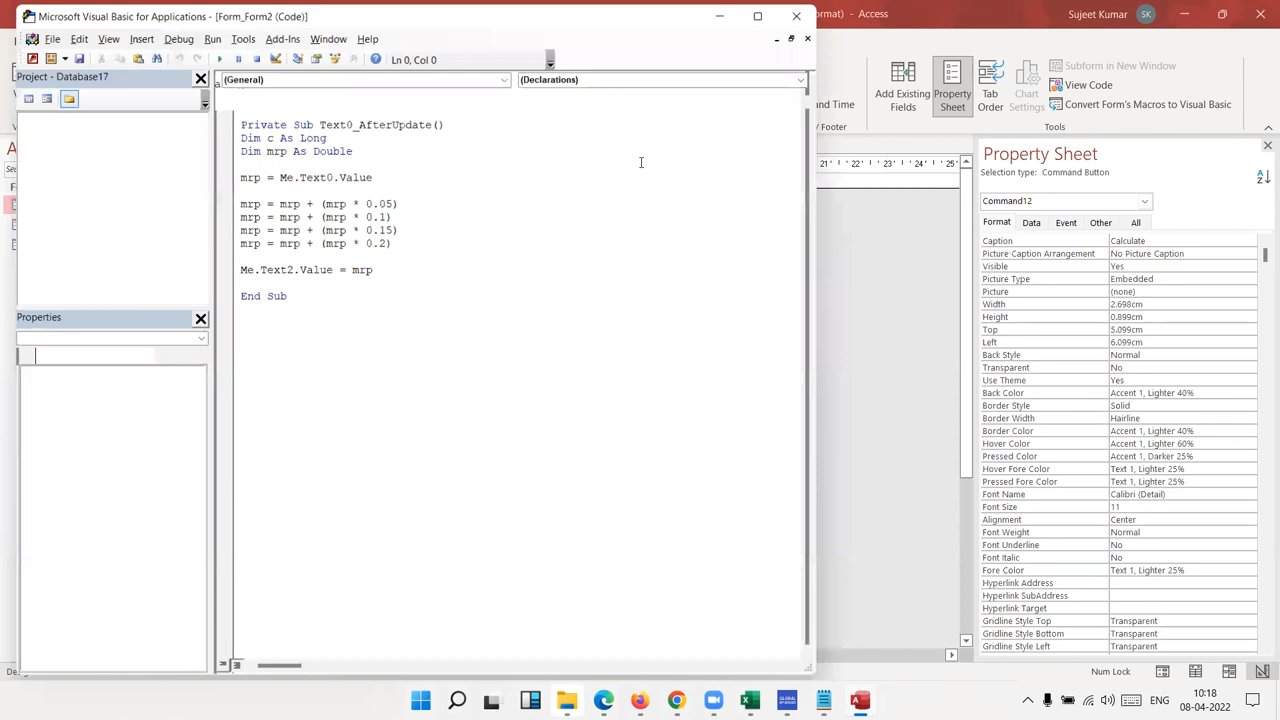 Microsoft Visual Basic for Applications - [Form_Form2 (Code)]
ormat) - Access
Sujeet Kumar
SK
File Edit View Insert Debug Run Tools Add-Ins Window Help
Ln 0, Col 0
Project - Database17
(General)
(Declarations)
Private Sub Text0_AfterUpdate()
Dim c As Long
Dim mrp As Double
mrp = Me.Text0.Value
mrp = mrp + (mrp * 0.05)
mrp = mrp + (mrp * 0.1)
mrp = mrp + (mrp * 0.15)
mrp = mrp + (mrp * 0.2)
Me.Text2.Value = mrp
End Sub
Properties
Add Existing Fields
Property Sheet
Tab Order
Chart Settings
Subform in New Window
View Code
Convert Form's Macros to Visual Basic
Tools
nd Time
/ Footer
21 22 23 24 25
Property Sheet
Selection type: Command Button
Command12
Format Data Event Other All
Caption Calculate
Picture Caption Arrangement No Picture Caption
Visible Yes
Picture Type Embedded
Picture (none)
Width 2.698cm
Height 0.899cm
Top 5.099cm
Left 6.099cm
Back Style Normal
Transparent No
Use Theme Yes
Back Color Accent 1, Lighter 40%
Border Style Solid
Border Width Hairline
Border Color Accent 1, Lighter 40%
Hover Color Accent 1, Lighter 60%
Pressed Color Accent 1, Darker 25%
Hover Fore Color Text 1, Lighter 25%
Pressed Fore Color Text 1, Lighter 25%
Font Name Calibri (Detail)
Font Size 11
Alignment Center
Font Weight Normal
Font Underline No
Font Italic No
Fore Color Text 1, Lighter 25%
Hyperlink Address
Hyperlink SubAddress
Hyperlink Target
Gridline Style Top Transparent
Gridline Style Bottom Transparent
Gridline Style Left Transparent
Num Lock
ENG
10:18
08-04-2022